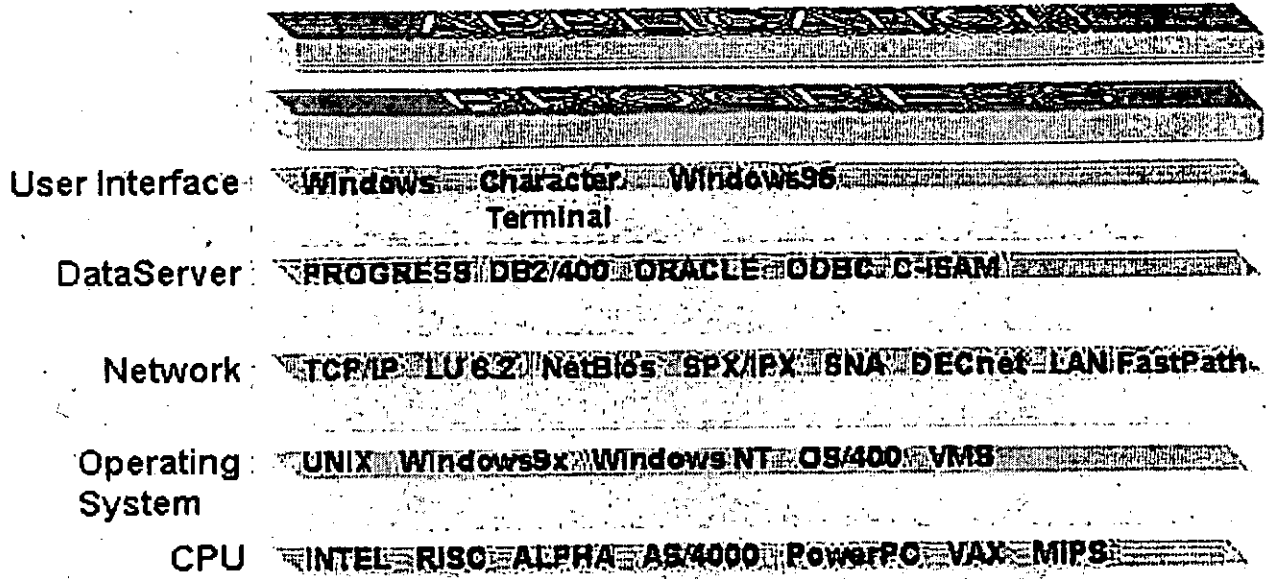 APPLICATION
PROGRESS
User Interface Windows Character Windows95
Terminal
DataServer PROGRESS DB2/400 ORACLE ODBC C-ISAM
Network TCP/IP LU 6.2 NetBios SPX/IPX SNA DECnet LAN FastPath
Operating UNIX Windows9x Windows NT OS/400 VMS
System
CPU INTEL RISC ALPHA AS/4000 PowerPC VAX MIPS